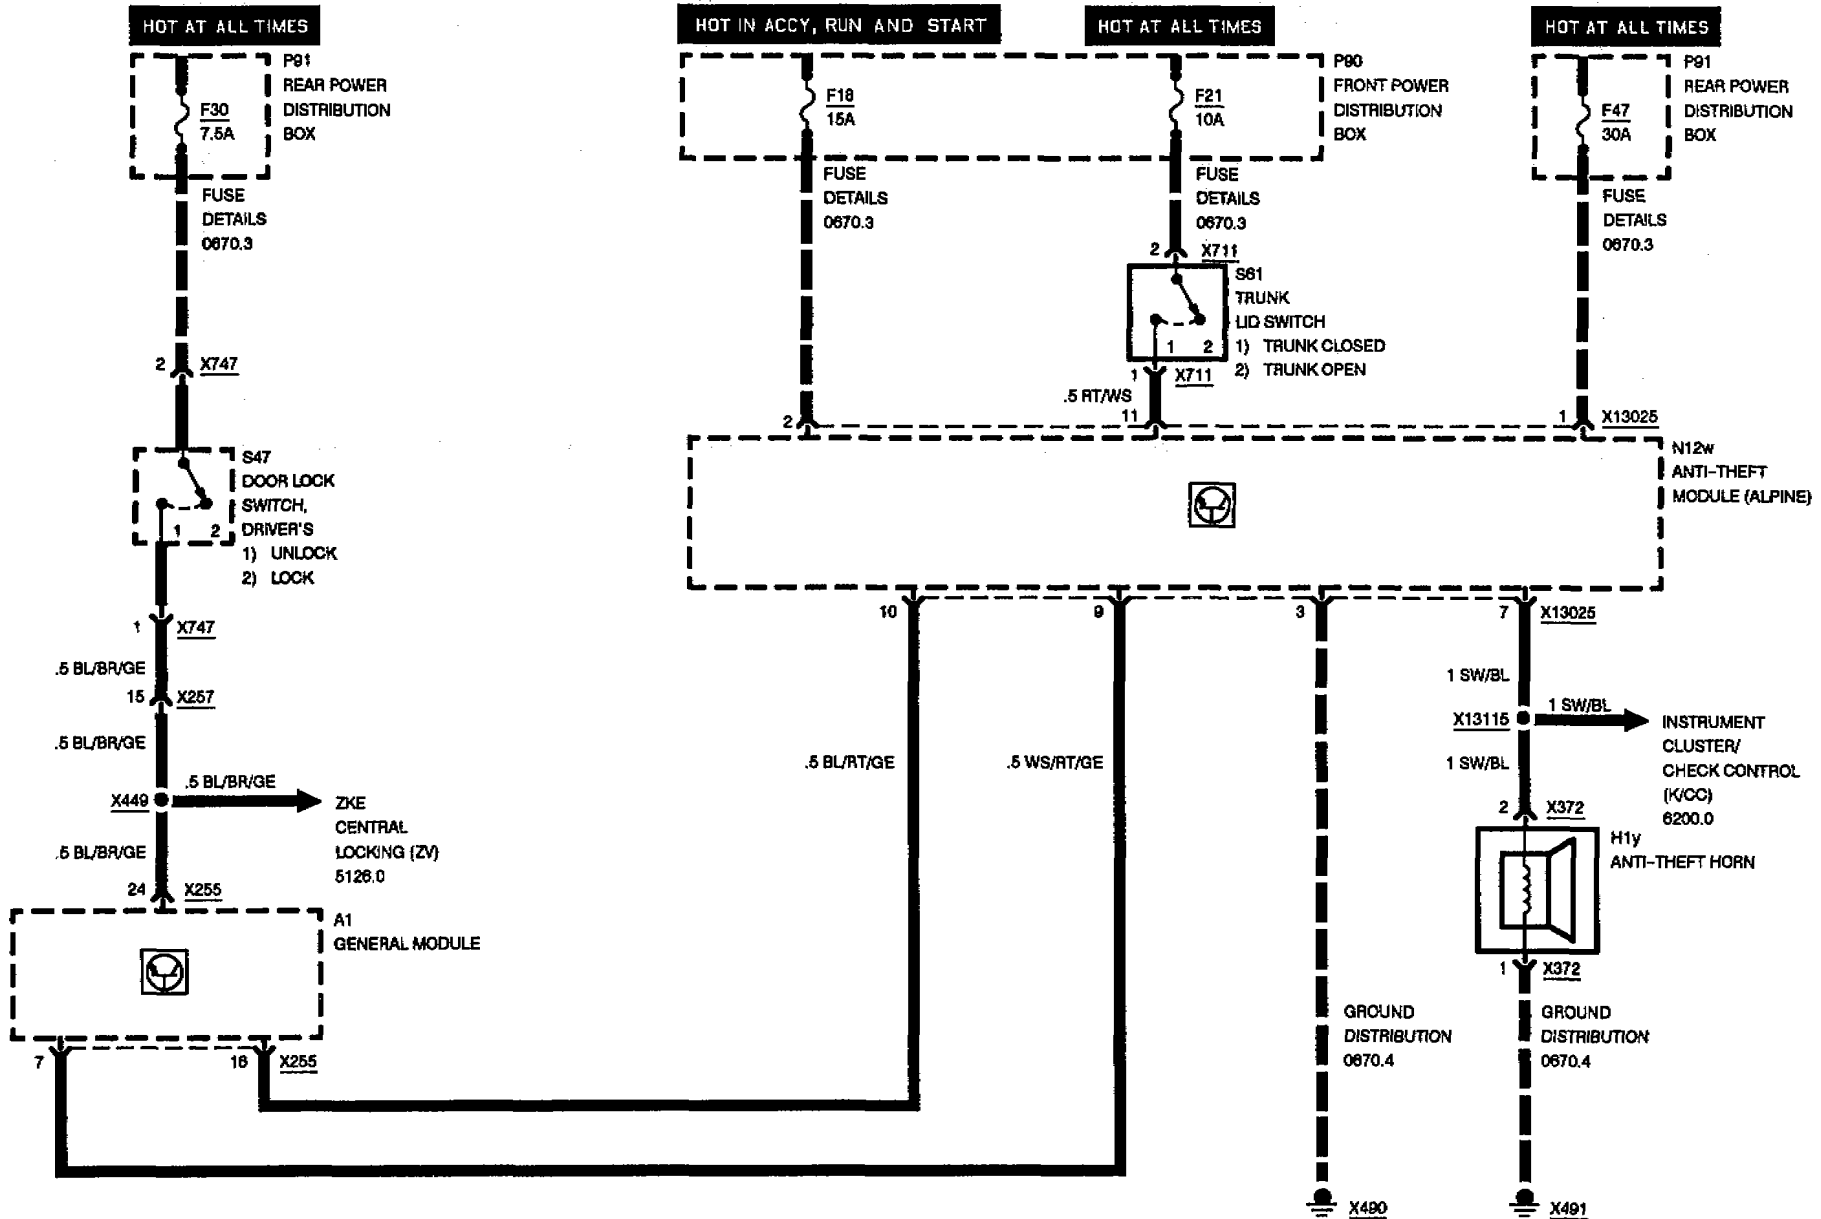 HOT AT ALL TIMES
HOT IN ACCY, RUN AND START
HOT AT ALL TIMES
HOT AT ALL TIMES
P91
REAR POWER
DISTRIBUTION
BOX
F30
7.5A
FUSE
DETAILS
0670.3
F18
15A
FUSE
DETAILS
0670.3
F21
10A
FUSE
DETAILS
0670.3
P90
FRONT POWER
DISTRIBUTION
BOX
F47
30A
P91
REAR POWER
DISTRIBUTION
BOX
FUSE
DETAILS
0670.3
2 X711
S61
TRUNK
LID SWITCH
1) TRUNK CLOSED
2) TRUNK OPEN
1 2
1 X711
.5 RT/WS
2
11
1 X13025
N12w
ANTI-THEFT
MODULE (ALPINE)
2 X747
S47
DOOR LOCK
SWITCH,
DRIVER'S
1) UNLOCK
2) LOCK
1 2
1 X747
.5 BL/BR/GE
15 X257
.5 BL/BR/GE
.5 BL/BR/GE
X449
ZKE
CENTRAL
LOCKING (ZV)
5126.0
.5 BL/BR/GE
24 X255
A1
GENERAL MODULE
7
16 X255
10
9
3
7 X13025
.5 BL/RT/GE
.5 WS/RT/GE
1 SW/BL
X13115
1 SW/BL
INSTRUMENT
CLUSTER/
CHECK CONTROL
(K/CC)
6200.0
1 SW/BL
2 X372
H1y
ANTI-THEFT HORN
1 X372
GROUND
DISTRIBUTION
0670.4
GROUND
DISTRIBUTION
0670.4
X490
X491